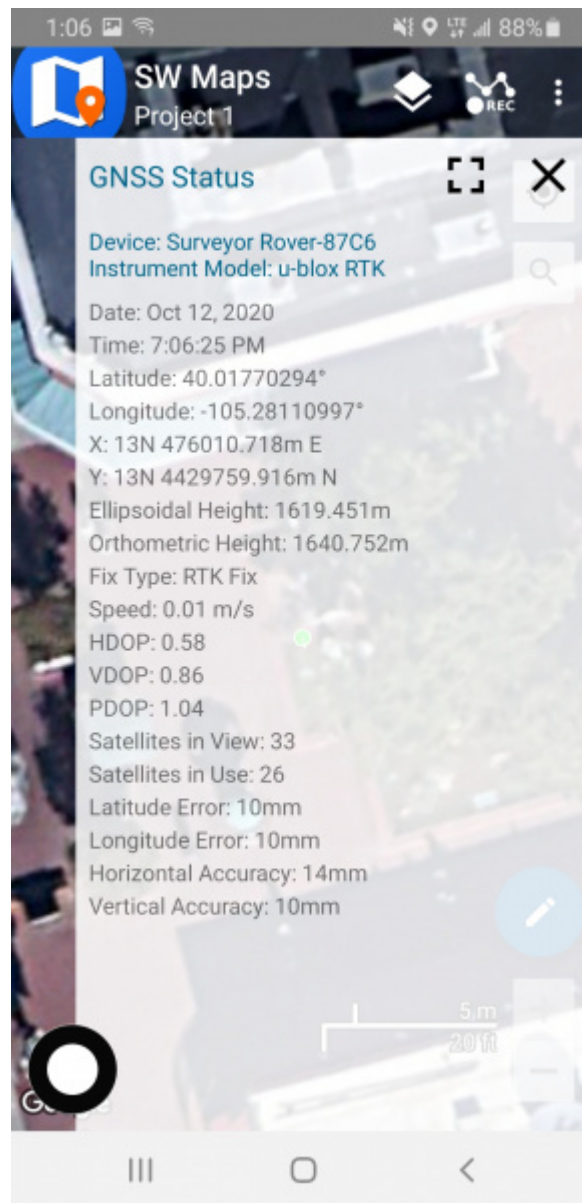 1:06 LTE 88%
SW Maps
Project 1
REC
GNSS Status
Device: Surveyor Rover-87C6
Instrument Model: u-blox RTK
Date: Oct 12, 2020
Time: 7:06:25 PM
Latitude: 40.01770294°
Longitude: -105.28110997°
X: 13N 476010.718m E
Y: 13N 4429759.916m N
Ellipsoidal Height: 1619.451m
Orthometric Height: 1640.752m
Fix Type: RTK Fix
Speed: 0.01 m/s
HDOP: 0.58
VDOP: 0.86
PDOP: 1.04
Satellites in View: 33
Satellites in Use: 26
Latitude Error: 10mm
Longitude Error: 10mm
Horizontal Accuracy: 14mm
Vertical Accuracy: 10mm
5 m
20 ft